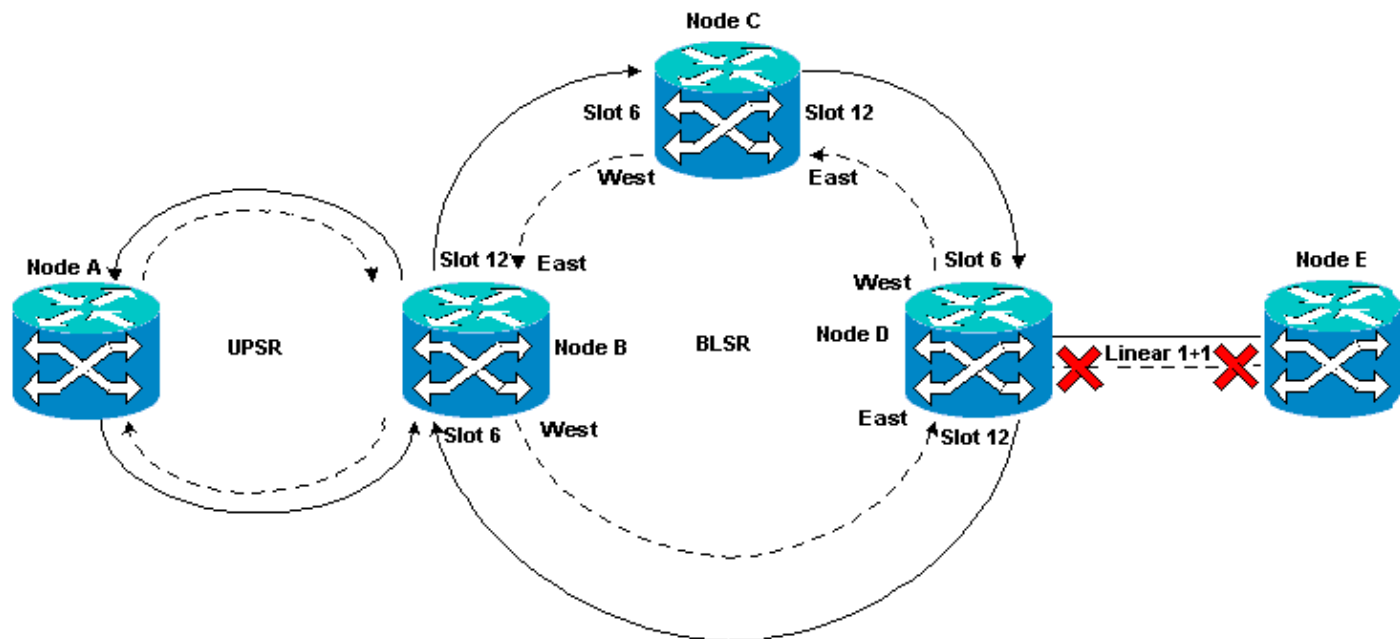 Node C
Slot 6
Slot 12
West
East
Slot 12
East
Slot 6
West
Node A
Node E
UPSR
Node B
BLSR
Node D
Linear 1+1
Slot 6
West
East
Slot 12